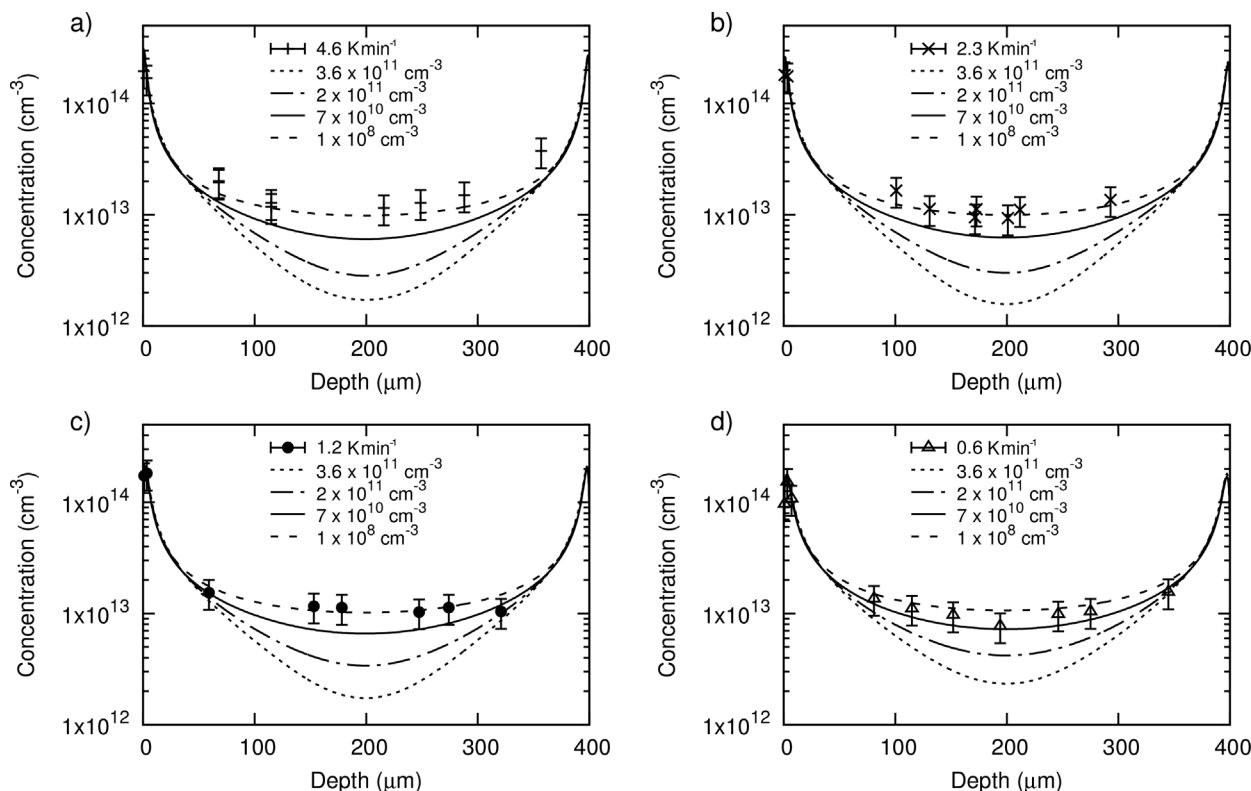 a)
4.6 Kmin⁻¹
3.6 x 10¹¹ cm⁻³
2 x 10¹¹ cm⁻³
7 x 10¹⁰ cm⁻³
1 x 10⁸ cm⁻³
Concentration (cm⁻³)
1x10¹⁴
1x10¹³
1x10¹²
0 100 200 300 400
Depth (μm)
b)
2.3 Kmin⁻¹
3.6 x 10¹¹ cm⁻³
2 x 10¹¹ cm⁻³
7 x 10¹⁰ cm⁻³
1 x 10⁸ cm⁻³
Concentration (cm⁻³)
1x10¹⁴
1x10¹³
1x10¹²
0 100 200 300 400
Depth (μm)
c)
1.2 Kmin⁻¹
3.6 x 10¹¹ cm⁻³
2 x 10¹¹ cm⁻³
7 x 10¹⁰ cm⁻³
1 x 10⁸ cm⁻³
Concentration (cm⁻³)
1x10¹⁴
1x10¹³
1x10¹²
0 100 200 300 400
Depth (μm)
d)
0.6 Kmin⁻¹
3.6 x 10¹¹ cm⁻³
2 x 10¹¹ cm⁻³
7 x 10¹⁰ cm⁻³
1 x 10⁸ cm⁻³
Concentration (cm⁻³)
1x10¹⁴
1x10¹³
1x10¹²
0 100 200 300 400
Depth (μm)